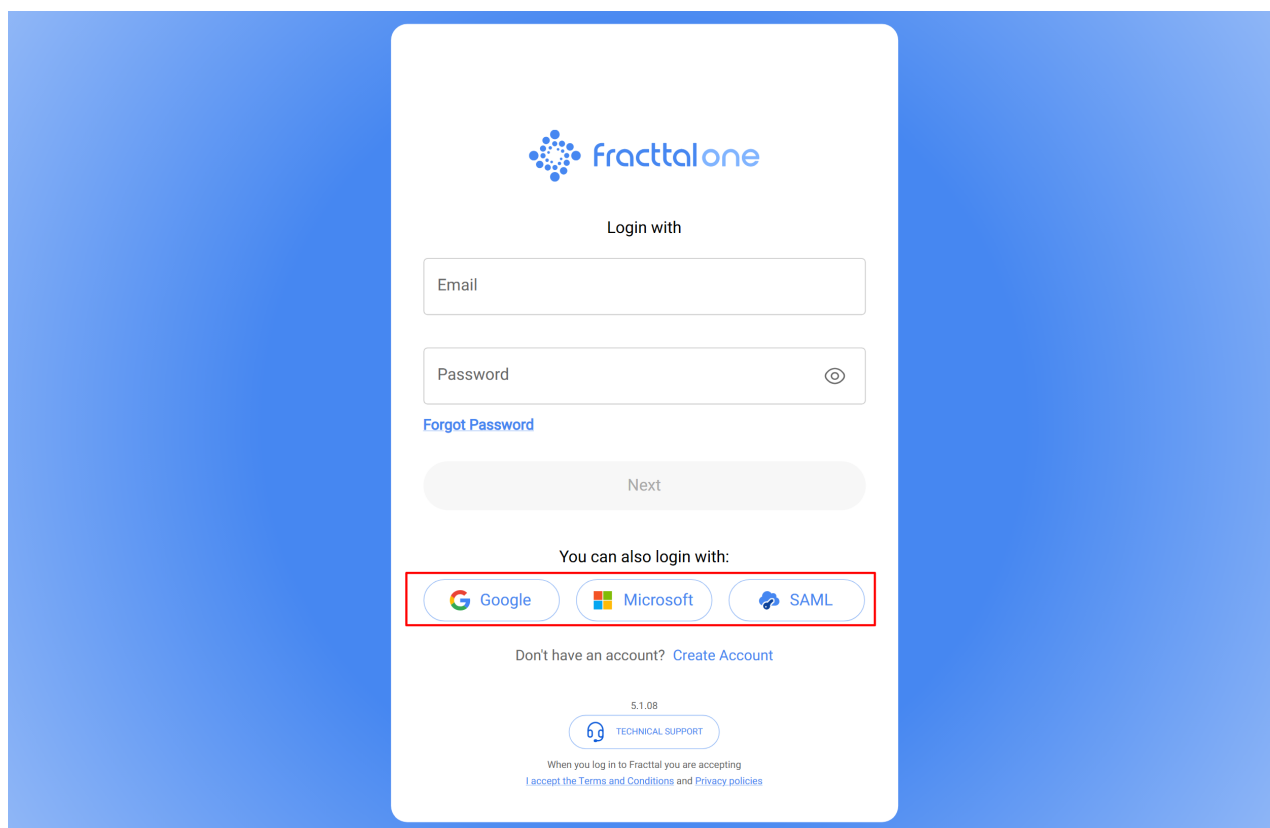 fracttal one
Login with
Email
Password
Forgot Password
Next
You can also login with:
Google Microsoft SAML
Don't have an account? Create Account
5.1.08
TECHNICAL SUPPORT
When you log in to Fracttal you are accepting
I accept the Terms and Conditions and Privacy policies